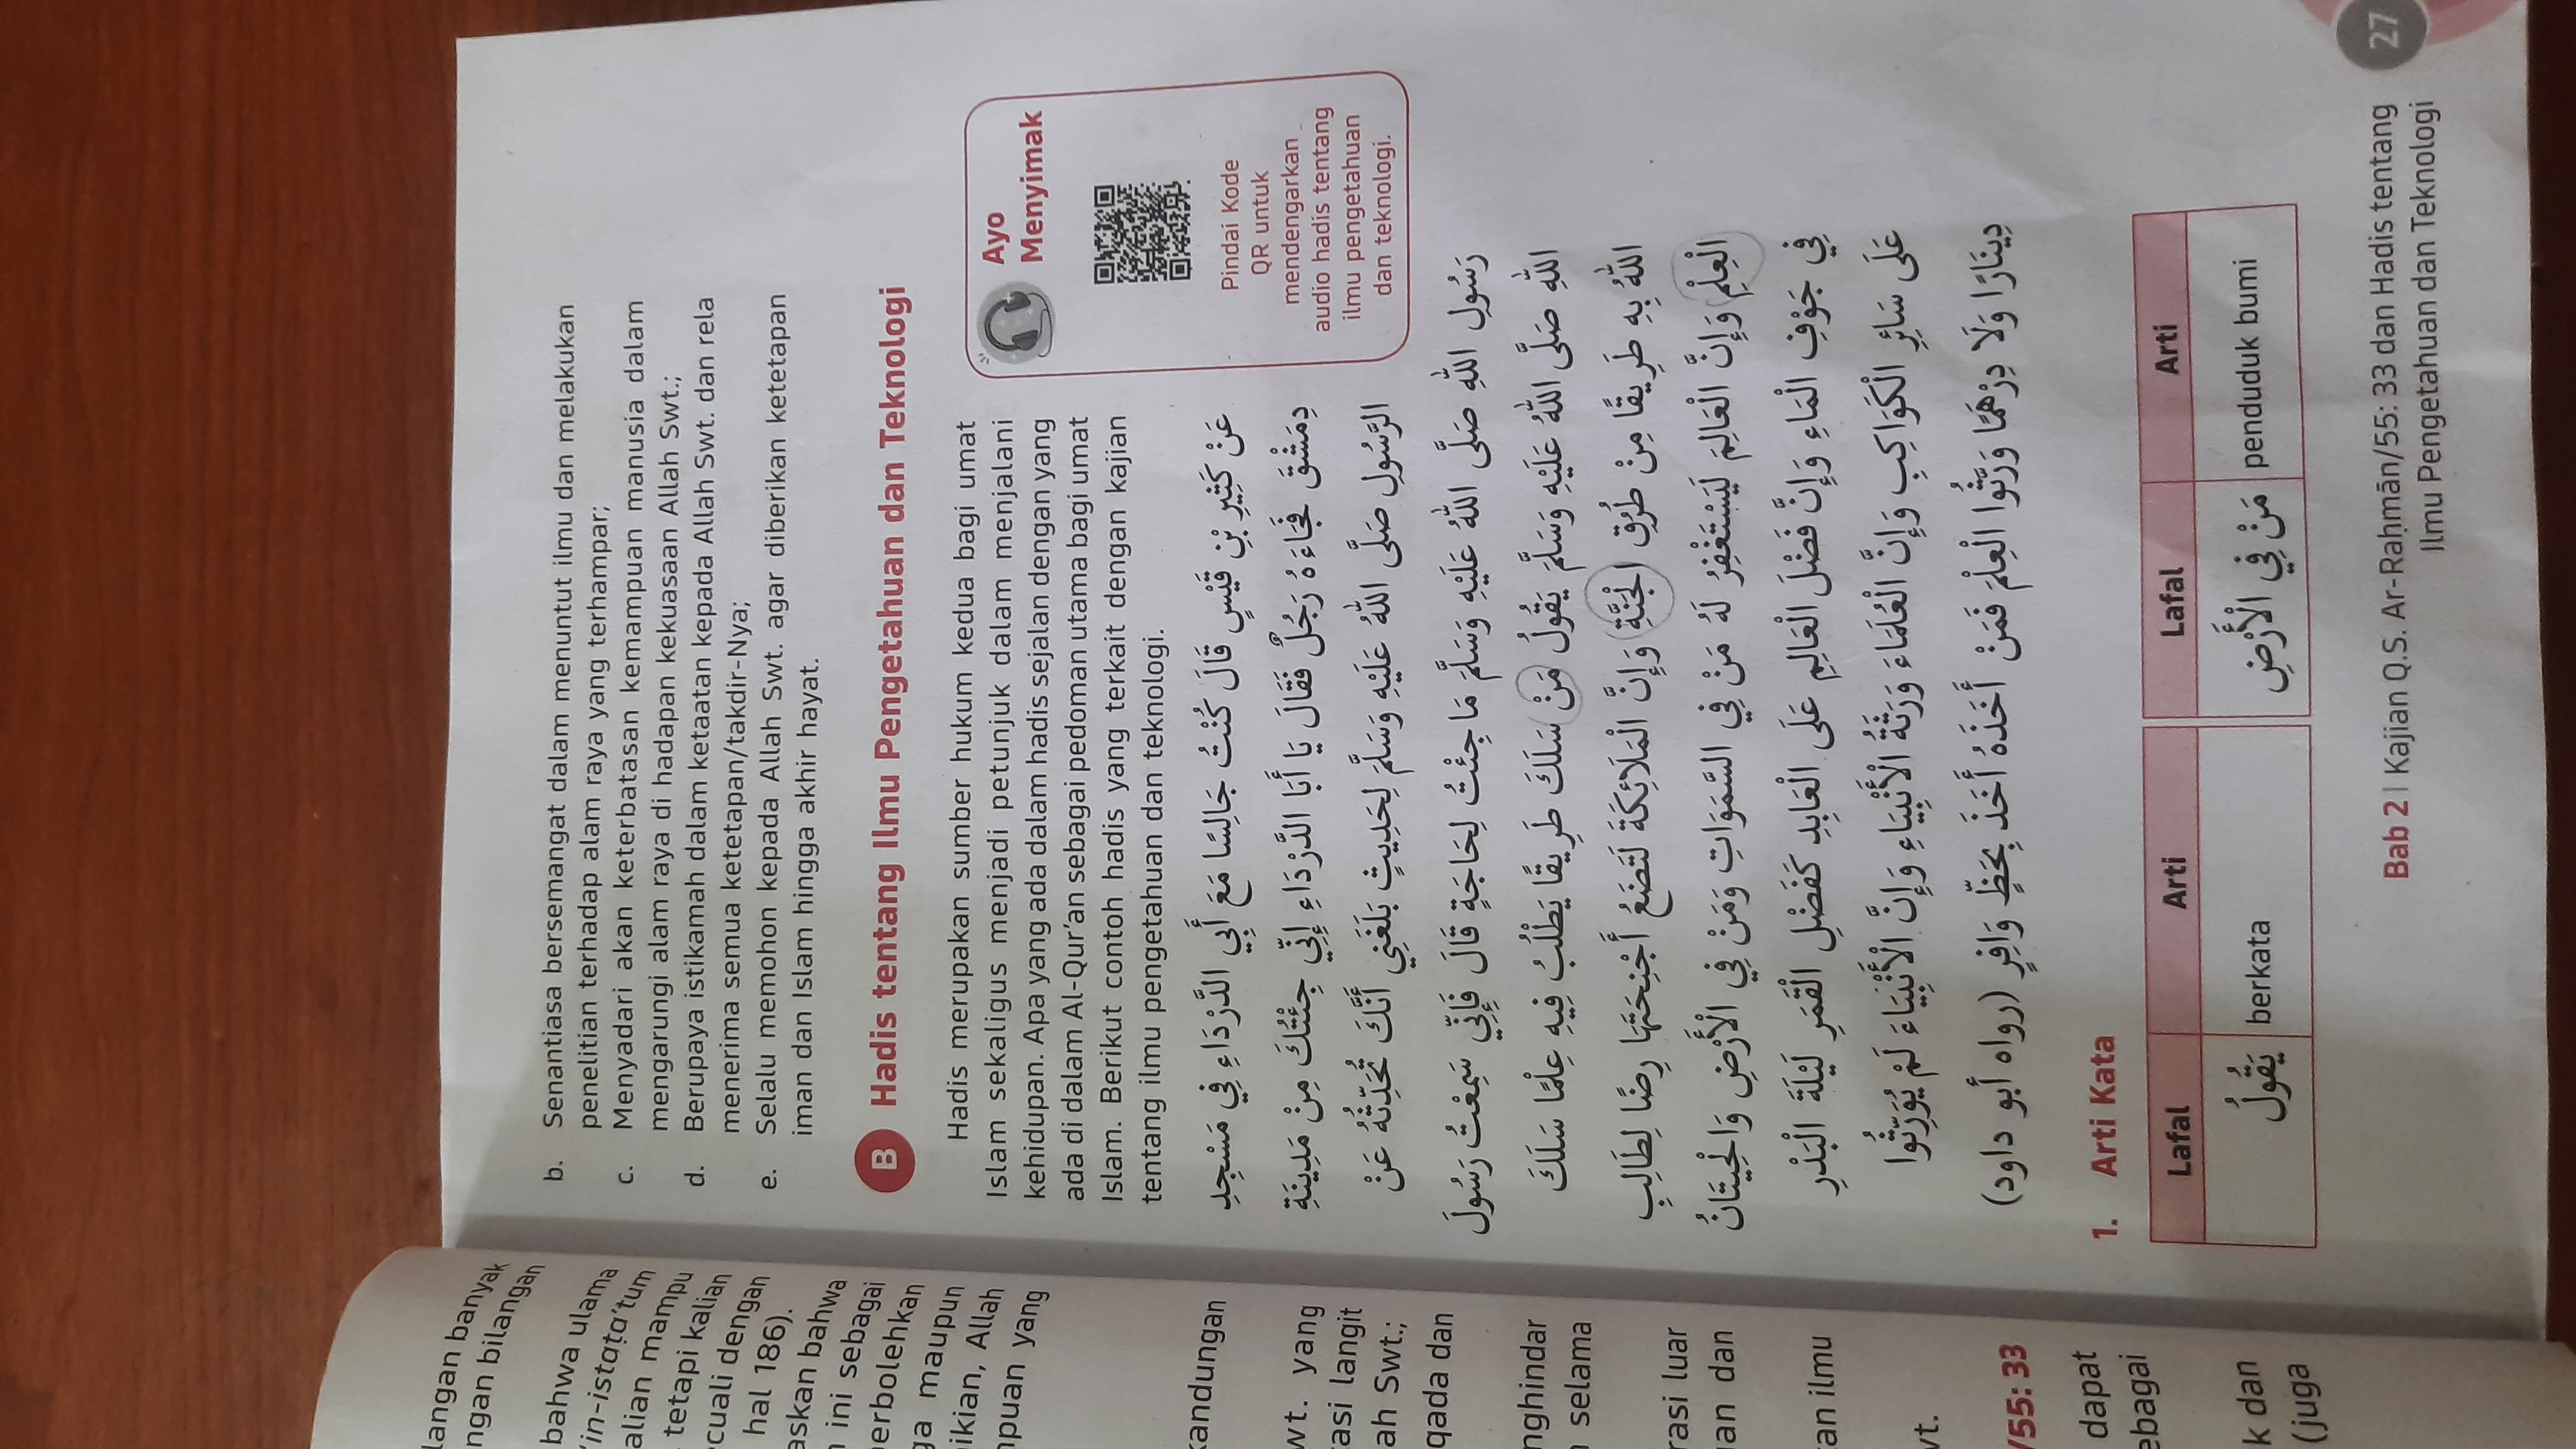 langan banyak
ngan bilangan
bahwa ulama
'in-istaṭa'tum
alian mampu
tetapi kalian
cuali dengan
hal 186).
askan bahwa
ini sebagai
erbolehkan
ga maupun
ikian, Allah
puan yang
kandungan
wt. yang
asi langit
ah Swt.;
qada dan
nghindar
selama
rasi luar
an dan
an ilmu
vt.
/55: 33
dapat
ebagai
k dan
(juga
b. Senantiasa bersemangat dalam menuntut ilmu dan melakukan
penelitian terhadap alam raya yang terhampar;
c. Menyadari akan keterbatasan kemampuan manusia dalam
mengarungi alam raya di hadapan kekuasaan Allah Swt.;
d. Berupaya istikamah dalam ketaatan kepada Allah Swt. dan rela
menerima semua ketetapan/takdir-Nya;
e. Selalu memohon kepada Allah Swt. agar diberikan ketetapan
iman dan Islam hingga akhir hayat.
B Hadis tentang Ilmu Pengetahuan dan Teknologi
Hadis merupakan sumber hukum kedua bagi umat
Islam sekaligus menjadi petunjuk dalam menjalani
kehidupan. Apa yang ada dalam hadis sejalan dengan yang
ada di dalam Al-Qur'an sebagai pedoman utama bagi umat
Islam. Berikut contoh hadis yang terkait dengan kajian
tentang ilmu pengetahuan dan teknologi.
Ayo
Menyimak
Pindai Kode
QR untuk
mendengarkan
audio hadis tentang
ilmu pengetahuan
dan teknologi.
عَنْ كَثِيرِ بْنِ قَيْسٍ قَالَ كُنْتُ جَالِسًا مَعَ أَبِي الدَّرْدَاءِ فِي مَسْجِدِ
دِمَشْقَ فَجَاءَهُ رَجُلٌ فَقَالَ يَا أَبَا الدَّرْدَاءِ إِنِّي جِئْتُكَ مِنْ مَدِينَةِ
الرَّسُولِ صَلَّى اللهُ عَلَيْهِ وَسَلَّمَ لِحَدِيثٍ بَلَغَنِي أَنَّكَ تُحَدِّثُهُ عَنْ
رَسُولِ اللهِ صَلَّى اللهُ عَلَيْهِ وَسَلَّمَ مَا جِئْتُ لِحَاجَةٍ قَالَ فَإِنِّي سَمِعْتُ رَسُولَ
اللهِ صَلَّى اللهُ عَلَيْهِ وَسَلَّمَ يَقُولُ مَنْ سَلَكَ طَرِيقًا يَطْلُبُ فِيهِ عِلْمًا سَلَكَ
اللهُ بِهِ طَرِيقًا مِنْ طُرُقِ الْجَنَّةِ وَإِنَّ الْمَلَائِكَةَ لَتَضَعُ أَجْنِحَتَهَا رِضًا لِطَالِبِ
الْعِلْمِ وَإِنَّ الْعَالِمَ لَيَسْتَغْفِرُ لَهُ مَنْ فِي السَّمَوَاتِ وَمَنْ فِي الْأَرْضِ وَالْحِيتَانُ
فِي جَوْفِ الْمَاءِ وَإِنَّ فَضْلَ الْعَالِمِ عَلَى الْعَابِدِ كَفَضْلِ الْقَمَرِ لَيْلَةَ الْبَدْرِ
عَلَى سَائِرِ الْكَوَاكِبِ وَإِنَّ الْعُلَمَاءَ وَرَثَةُ الْأَنْبِيَاءِ وَإِنَّ الْأَنْبِيَاءَ لَمْ يُوَرِّثُوا
دِينَارًا وَلَا دِرْهَمًا وَرَّثُوا الْعِلْمَ فَمَنْ أَخَذَهُ أَخَذَ بِحَظٍّ وَافِرٍ (رواه أبو داود)
1. Arti Kata
Lafal Arti Lafal Arti
يَقُولُ berkata مَنْ فِي الْأَرْضِ penduduk bumi
Bab 2 | Kajian Q.S. Ar-Raḥmān/55: 33 dan Hadis tentang
Ilmu Pengetahuan dan Teknologi
27